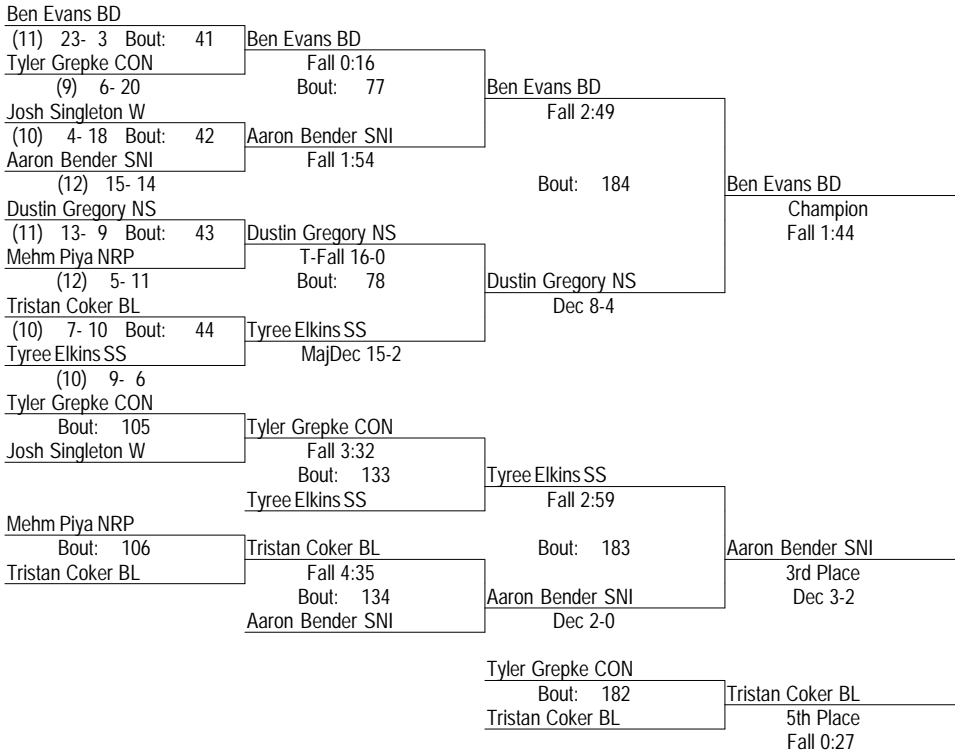 Ben Evans BD
(11) 23- 3 Bout: 41 Ben Evans BD
Tyler Grepke CON Fall 0:16
(9) 6- 20 Bout: 77 Ben Evans BD
Josh Singleton W Fall 2:49
(10) 4- 18 Bout: 42 Aaron Bender SNI
Aaron Bender SNI Fall 1:54
(12) 15- 14 Bout: 184 Ben Evans BD
Dustin Gregory NS Champion
(11) 13- 9 Bout: 43 Dustin Gregory NS Fall 1:44
Mehm Piya NRP T-Fall 16-0
(12) 5- 11 Bout: 78 Dustin Gregory NS
Tristan Coker BL Dec 8-4
(10) 7- 10 Bout: 44 Tyree Elkins SS
Tyree Elkins SS MajDec 15-2
(10) 9- 6
Tyler Grepke CON
Bout: 105 Tyler Grepke CON
Josh Singleton W Fall 3:32
Bout: 133 Tyree Elkins SS
Tyree Elkins SS Fall 2:59
Mehm Piya NRP
Bout: 106 Tristan Coker BL Bout: 183 Aaron Bender SNI
Tristan Coker BL Fall 4:35 3rd Place
Bout: 134 Aaron Bender SNI Dec 3-2
Aaron Bender SNI Dec 2-0
Tyler Grepke CON
Bout: 182 Tristan Coker BL
Tristan Coker BL 5th Place
Fall 0:27